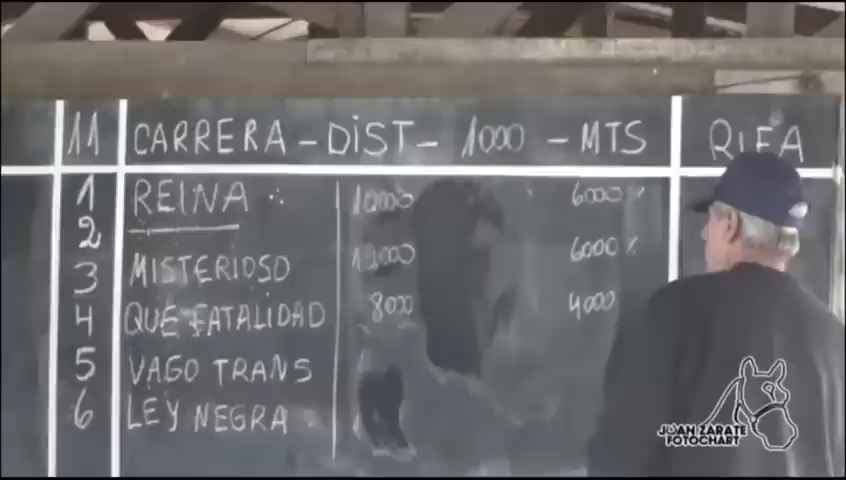 11 CARRERA - DiST - 1000 - MTS RIFA
1 REINA 10000 6000
2
MISTERIOSO 12000 6000
3
4 QUE FATALIDAD 8000 4000
5 VAGO TRANS
6 LEY NEGRA
JUAN ZARATE
FOTOCHART